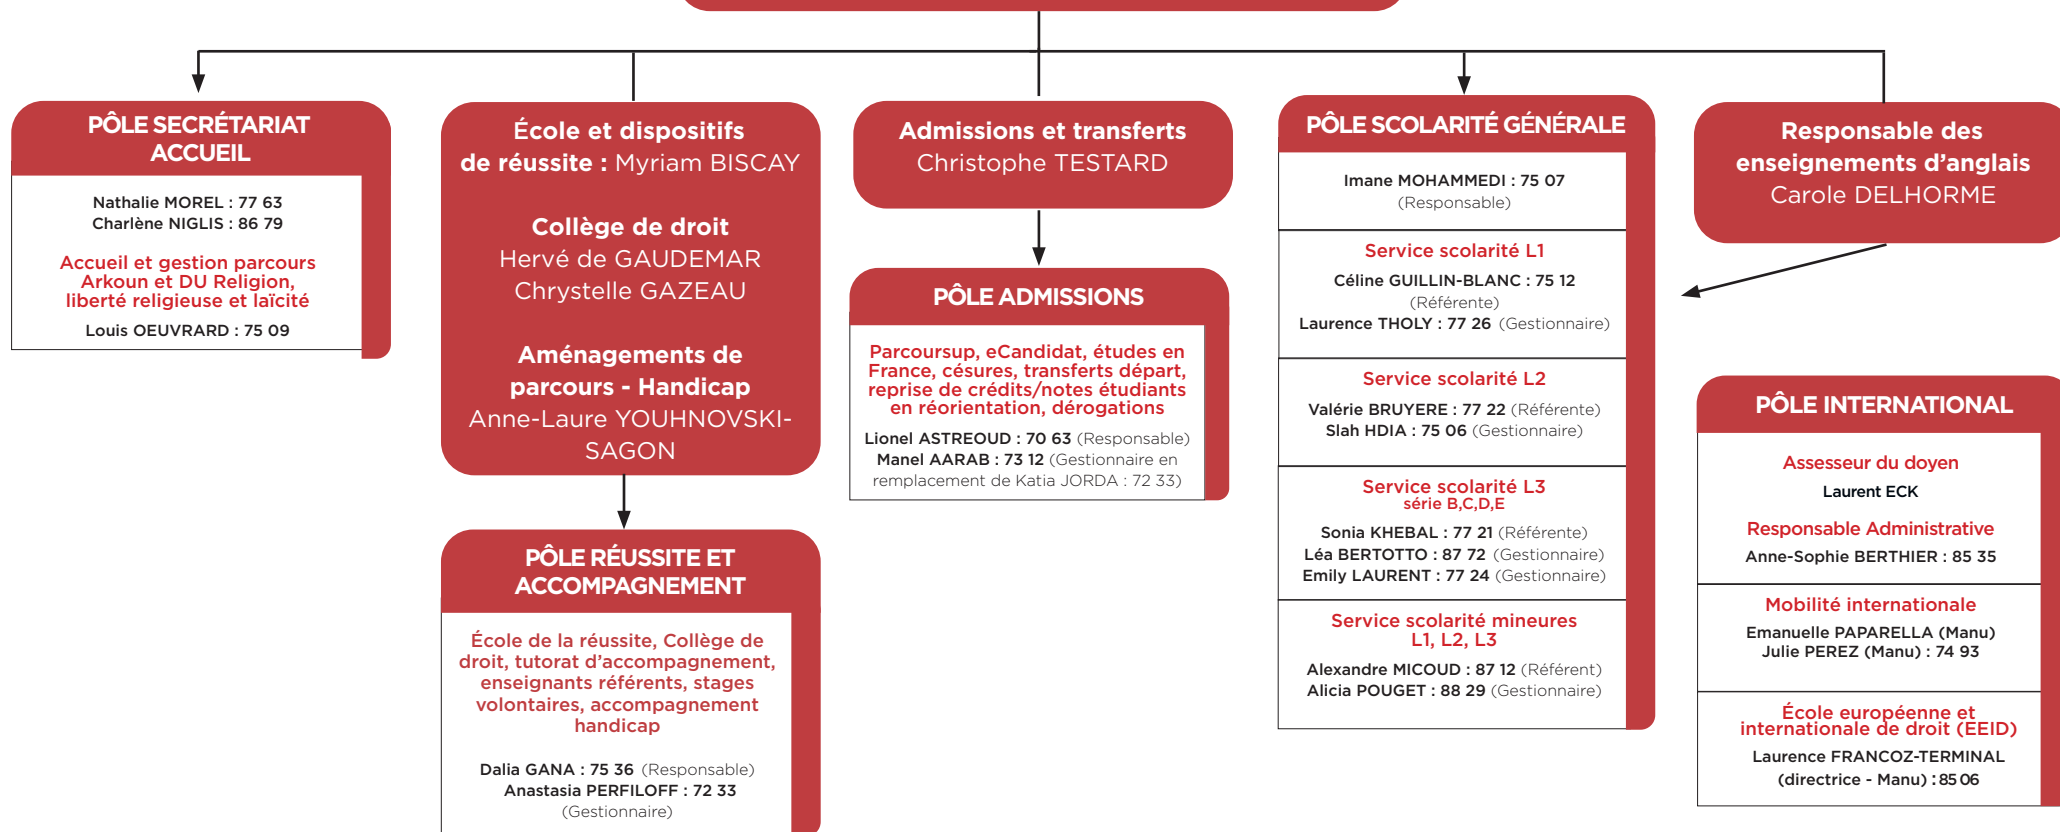 PÔLE SECRÉTARIAT
ACCUEIL
Nathalie MOREL : 77 63
Charlène NIGLIS : 86 79
Accueil et gestion parcours
Arkoun et DU Religion,
liberté religieuse et laïcité
Louis OEUVRARD : 75 09
École et dispositifs
de réussite : Myriam BISCAY
Collège de droit
Hervé de GAUDEMAR
Chrystelle GAZEAU
Aménagements de
parcours - Handicap
Anne-Laure YOUHNOVSKI-
SAGON
PÔLE RÉUSSITE ET
ACCOMPAGNEMENT
École de la réussite, Collège de
droit, tutorat d’accompagnement,
enseignants référents, stages
volontaires, accompagnement
handicap
Dalia GANA : 75 36 (Responsable)
Anastasia PERFILOFF : 72 33
(Gestionnaire)
Admissions et transferts
Christophe TESTARD
PÔLE ADMISSIONS
Parcoursup, eCandidat, études en
France, césures, transferts départ,
reprise de crédits/notes étudiants
en réorientation, dérogations
Lionel ASTREOUD : 70 63 (Responsable)
Manel AARAB : 73 12 (Gestionnaire en
remplacement de Katia JORDA : 72 33)
PÔLE SCOLARITÉ GÉNÉRALE
Imane MOHAMMEDI : 75 07
(Responsable)
Service scolarité L1
Céline GUILLIN-BLANC : 75 12
(Référente)
Laurence THOLY : 77 26 (Gestionnaire)
Service scolarité L2
Valérie BRUYERE : 77 22 (Référente)
Slah HDIA : 75 06 (Gestionnaire)
Service scolarité L3
série B,C,D,E
Sonia KHEBAL : 77 21 (Référente)
Léa BERTOTTO : 87 72 (Gestionnaire)
Emily LAURENT : 77 24 (Gestionnaire)
Service scolarité mineures
L1, L2, L3
Alexandre MICOUD : 87 12 (Référent)
Alicia POUGET : 88 29 (Gestionnaire)
Responsable des
enseignements d’anglais
Carole DELHORME
PÔLE INTERNATIONAL
Assesseur du doyen
Laurent ECK
Responsable Administrative
Anne-Sophie BERTHIER : 85 35
Mobilité internationale
Emanuelle PAPARELLA (Manu)
Julie PEREZ (Manu) : 74 93
École européenne et
internationale de droit (EEID)
Laurence FRANCOZ-TERMINAL
(directrice - Manu) : 85 06